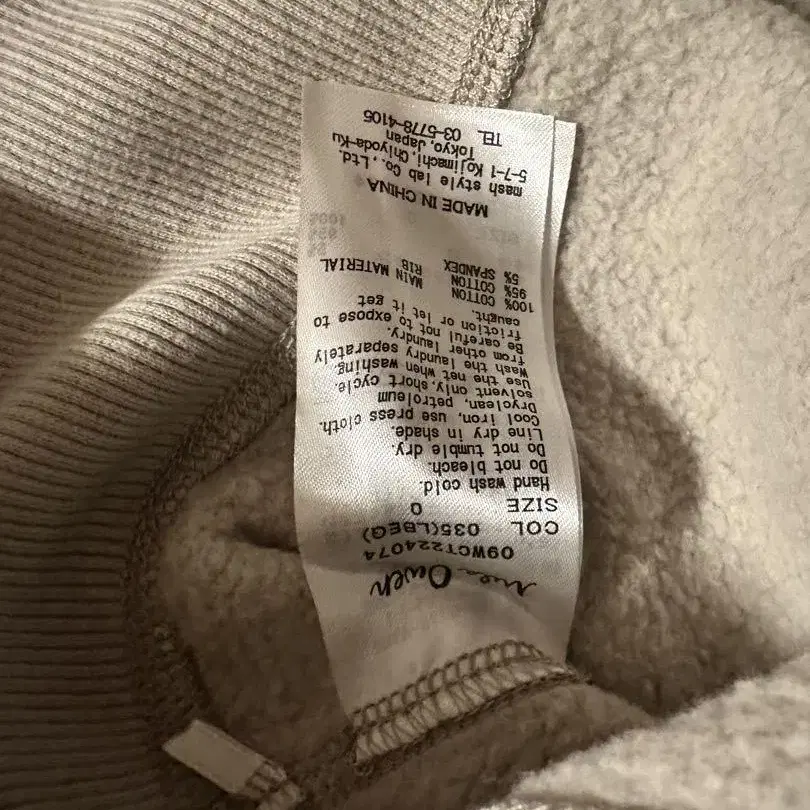 Mila Owen
09WCT224074
COL 035(LBEG)
SIZE 0
Hand wash cold.
Do not bleach.
Do not tumble dry.
Line dry in shade.
Cool iron, use press cloth.
Dryclean, petroleum
solvent only, short cycle.
Use the net when washing.
Wash the laundry separately
from other laundry.
Be careful not to expose to
friction or let it get
caught.
100% COTTON MAIN MATERIAL
95% COTTON RIB
5% SPANDEX
MADE IN CHINA
mash style lab Co., Ltd.
5-7-1 Kojimachi, Chiyoda-Ku
Tokyo, Japan
TEL 03-5778-4105